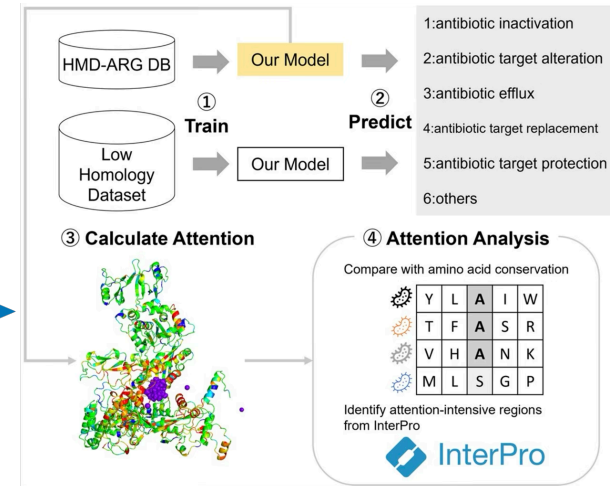 HMD-ARG DB
Our Model
① Train
② Predict
Low
Homology
Dataset
Our Model
1:antibiotic inactivation
2:antibiotic target alteration
3:antibiotic efflux
4:antibiotic target replacement
5:antibiotic target protection
6:others
③ Calculate Attention
④ Attention Analysis
Compare with amino acid conservation
Y L A I W
T F A S R
V H A N K
M L S G P
Identify attention-intensive regions
from InterPro
InterPro